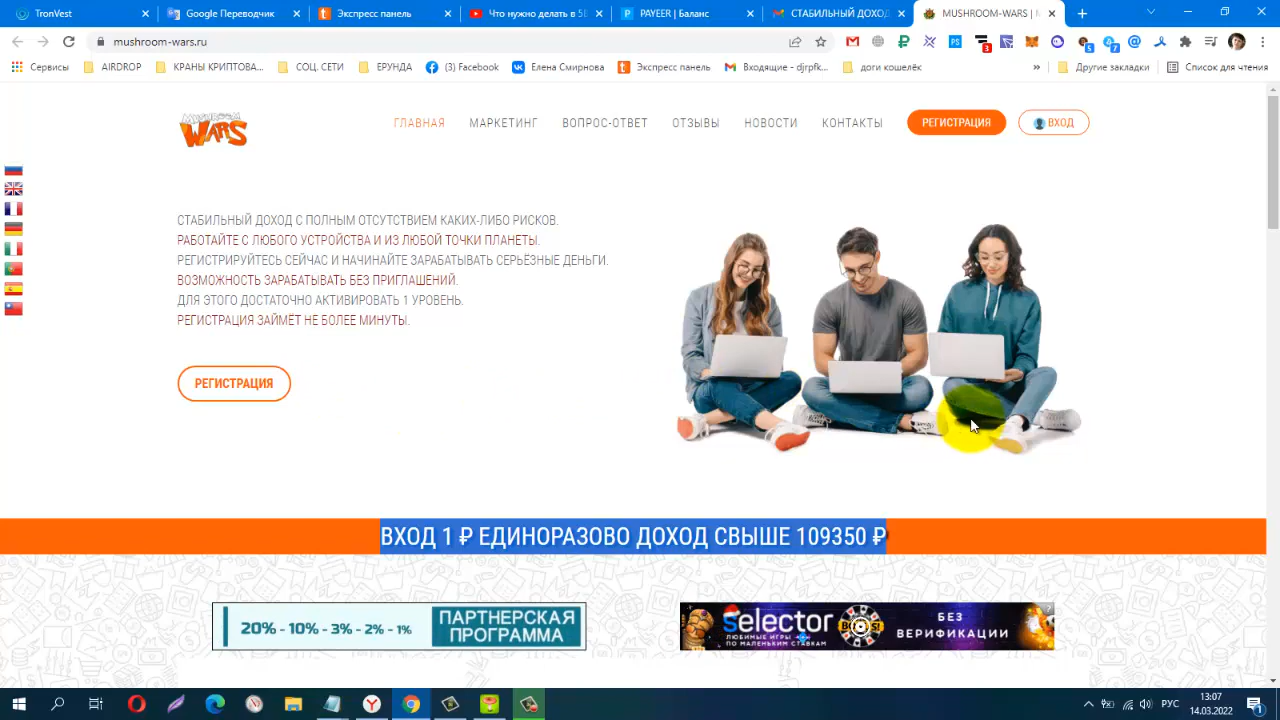 TronVest
Google Переводчик
Экспресс панель
Что нужно делать в 5Ц
PAYEER | Баланс
СТАБИЛЬНЫЙ ДОХОД
MUSHROOM-WARS | М
mushroom-wars.ru
Сервисы
AIRDROP
КРАНЫ КРИПТОВА...
СОЦ. СЕТИ
ЕРУНДА
(3) Facebook
Елена Смирнова
Экспресс панель
Входящие - djrpfk...
доги кошелёк
»
Другие закладки
Список для чтения
MUSHROOM
WARS
ГЛАВНАЯ
МАРКЕТИНГ
ВОПРОС-ОТВЕТ
ОТЗЫВЫ
НОВОСТИ
КОНТАКТЫ
РЕГИСТРАЦИЯ
ВХОД
СТАБИЛЬНЫЙ ДОХОД С ПОЛНЫМ ОТСУТСТВИЕМ КАКИХ-ЛИБО РИСКОВ.
РАБОТАЙТЕ С ЛЮБОГО УСТРОЙСТВА И ИЗ ЛЮБОЙ ТОЧКИ ПЛАНЕТЫ.
РЕГИСТРИРУЙТЕСЬ СЕЙЧАС И НАЧИНАЙТЕ ЗАРАБАТЫВАТЬ СЕРЬЁЗНЫЕ ДЕНЬГИ.
ВОЗМОЖНОСТЬ ЗАРАБАТЫВАТЬ БЕЗ ПРИГЛАШЕНИЙ.
ДЛЯ ЭТОГО ДОСТАТОЧНО АКТИВИРОВАТЬ 1 УРОВЕНЬ.
РЕГИСТРАЦИЯ ЗАЙМЁТ НЕ БОЛЕЕ МИНУТЫ.
РЕГИСТРАЦИЯ
ВХОД 1 ₽ ЕДИНОРАЗОВО ДОХОД СВЫШЕ 109350 ₽
20% - 10% - 3% - 2% - 1%
ПАРТНЕРСКАЯ
ПРОГРАММА
Selector
ЛЮБИМЫЕ ИГРЫ
ПО МАЛЕНЬКИМ СТАВКАМ
БЕЗ
ВЕРИФИКАЦИИ
РУС
13:07
14.03.2022